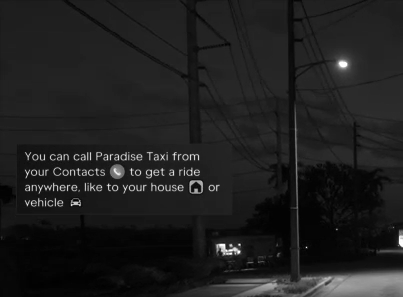 You can call Paradise Taxi from
your Contacts to get a ride
anywhere, like to your house or
vehicle